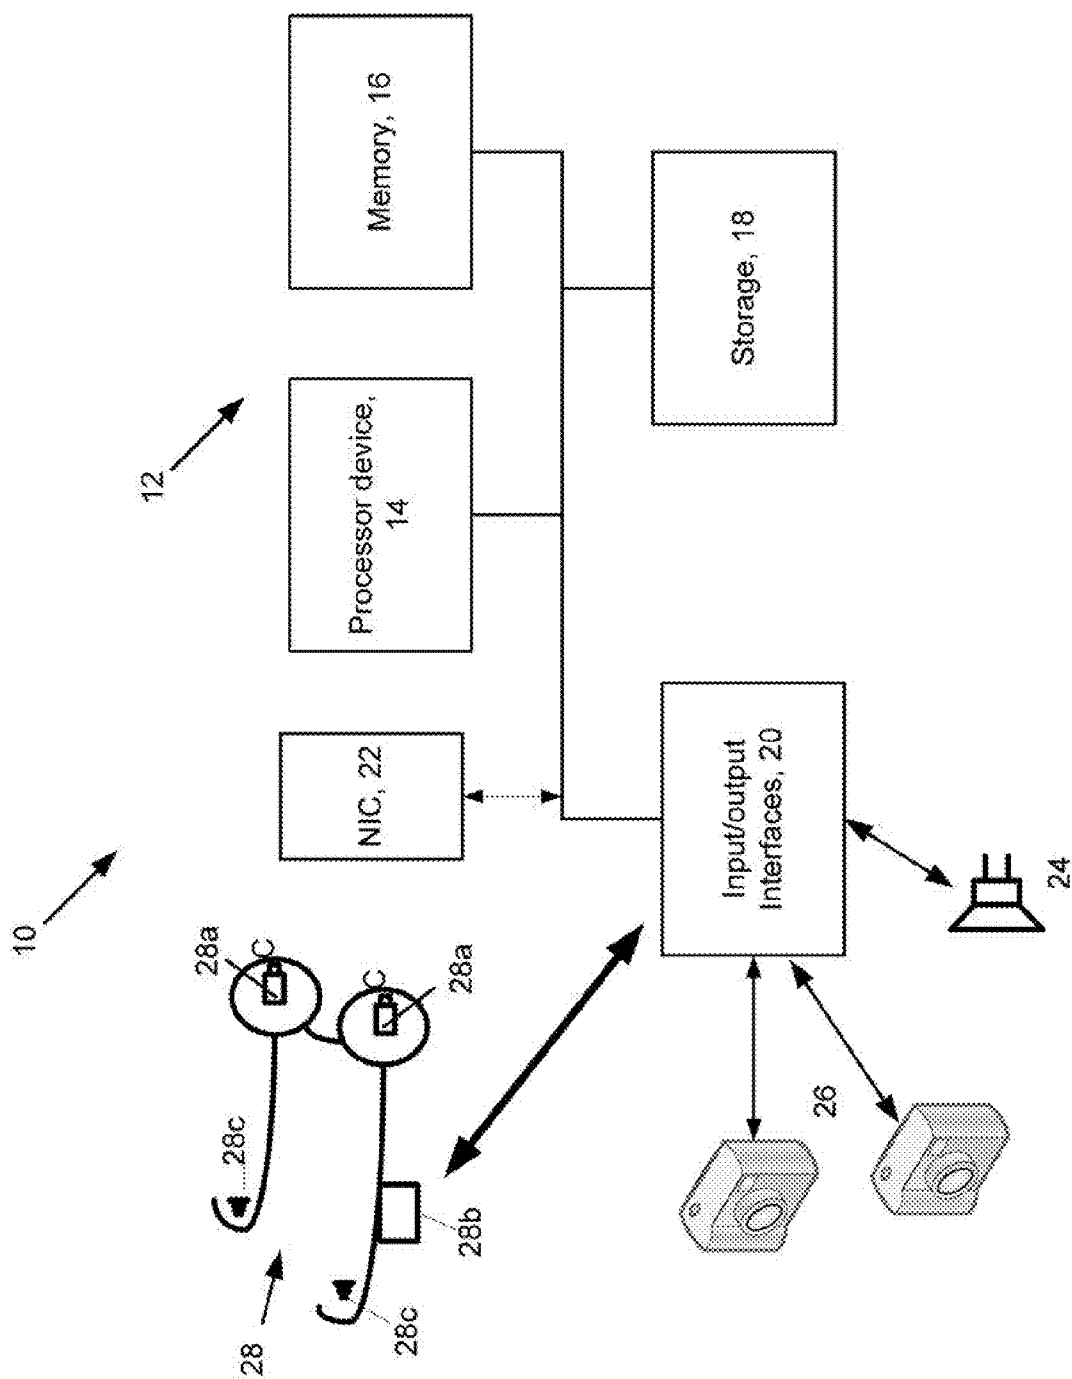 10
12
Memory, 16
Processor device,
14
NIC, 22
Storage, 18
Input/output
Interfaces, 20
24
26
28
28a
C
28a
C
28b
28c
28c